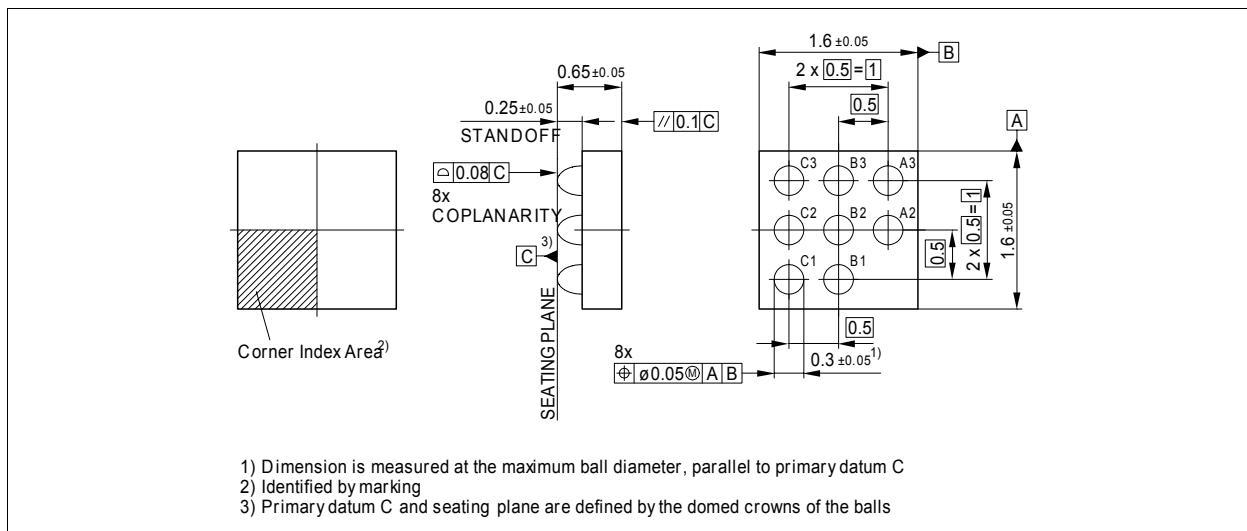 1.6 ±0.05
B
2 x 0.5 = 1
0.5
0.65±0.05
0.25±0.05
STANDOFF
// 0.1 C
A
⌓ 0.08 C
8x
COPLANARITY
C 3)
SEATING PLANE
Corner Index Area 2)
C3 B3 A3
C2 B2 A2
C1 B1
0.5
2 x 0.5 = 1
1.6 ±0.05
0.5
0.3 ±0.05 1)
8x
⌖ ø0.05 Ⓜ A B
1) Dimension is measured at the maximum ball diameter, parallel to primary datum C
2) Identified by marking
3) Primary datum C and seating plane are defined by the domed crowns of the balls